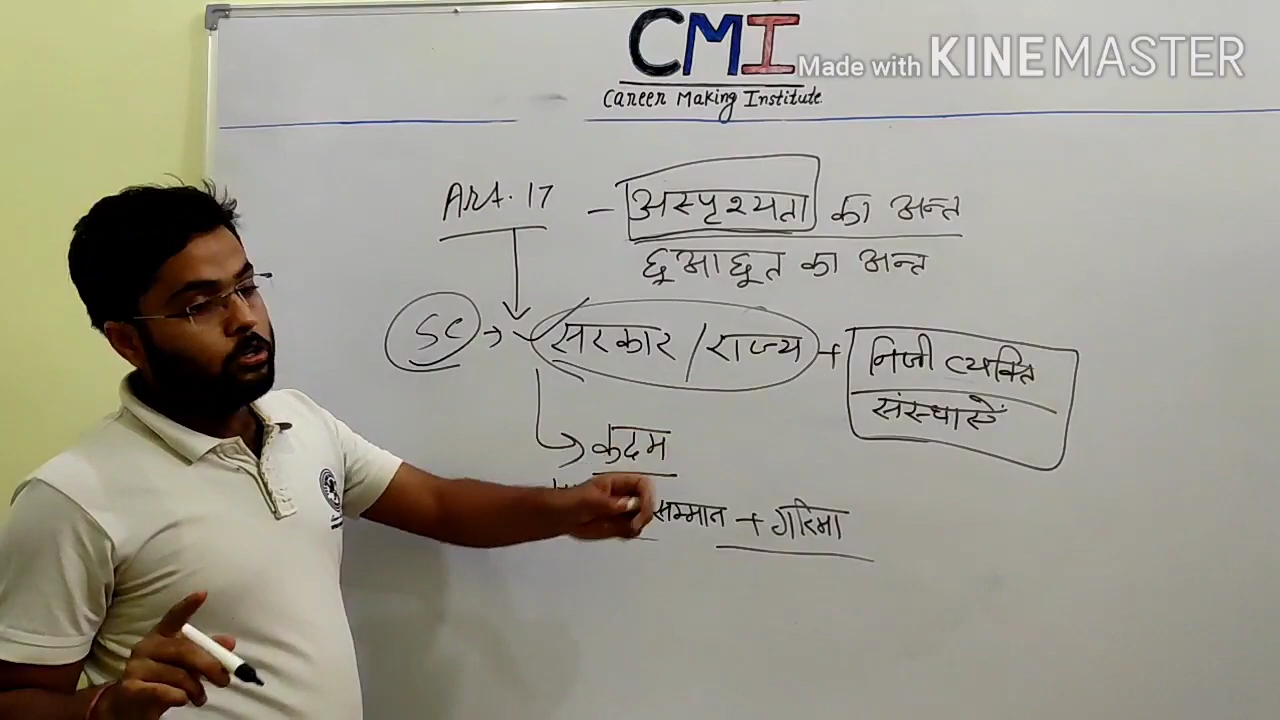 CMI
Made with KINEMASTER
Career Making Institute
Art. 17 - अस्पृश्यता का अन्त
छूआछूत का अन्त
SC → सरकार / राज्य + निजी व्यक्ति
संस्थाएें
कदम
सम्मान + गरिमा